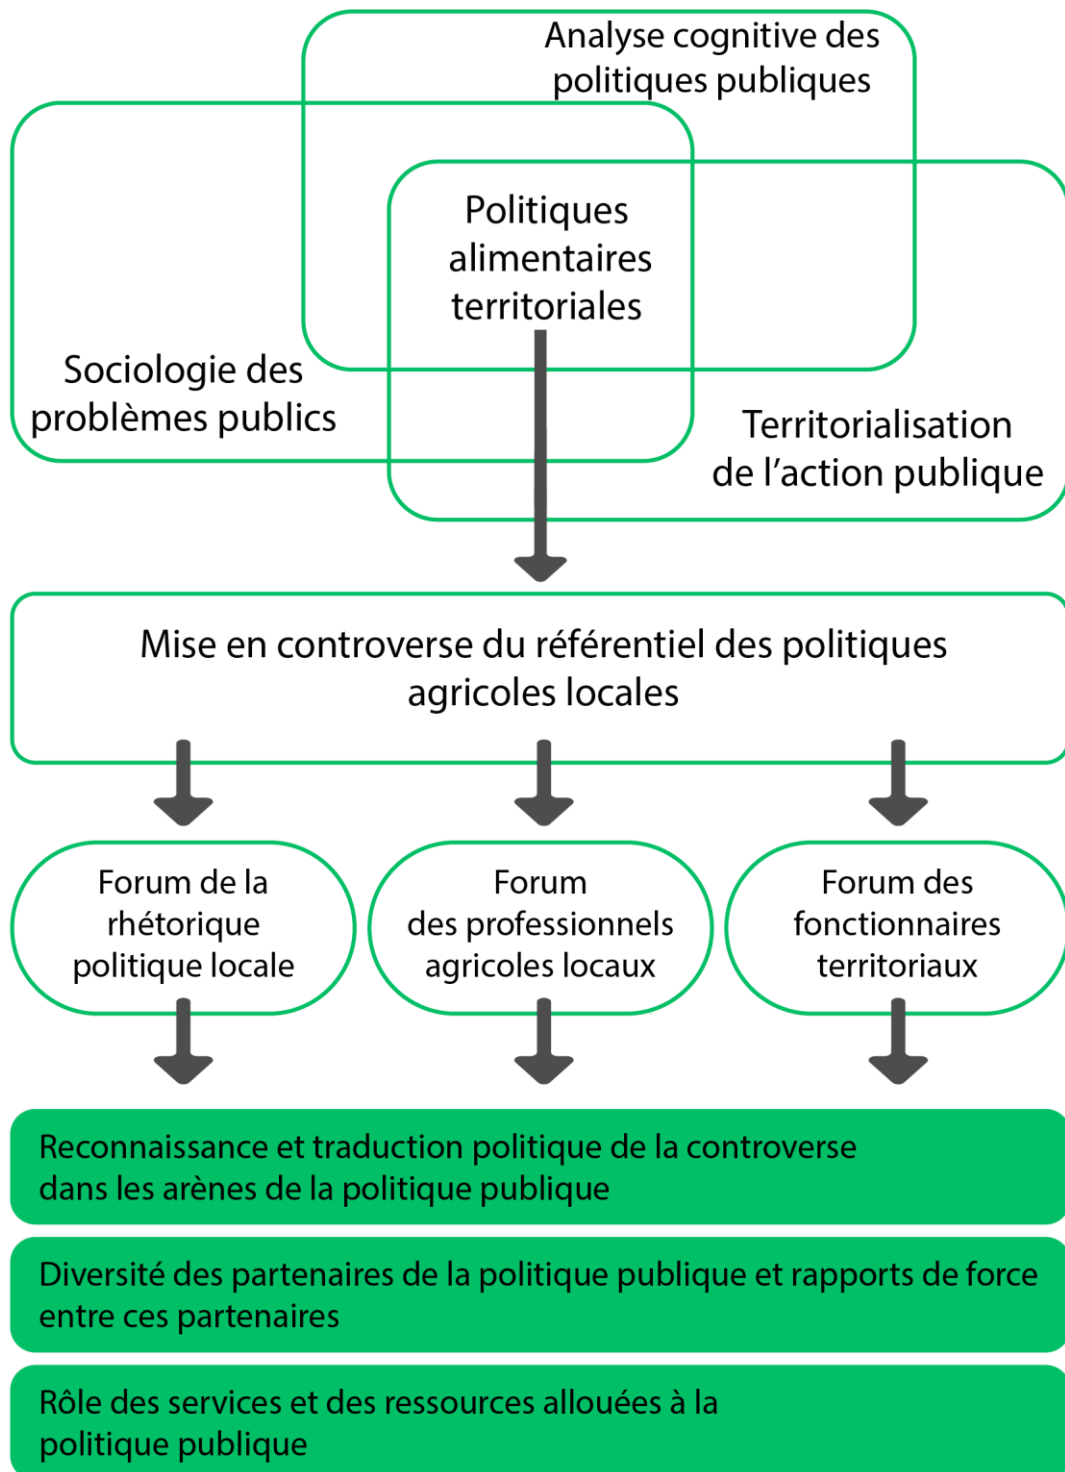 Analyse cognitive des
politiques publiques
Politiques
alimentaires
territoriales
Sociologie des
problèmes publics
Territorialisation
de l’action publique
Mise en controverse du référentiel des politiques
agricoles locales
Forum de la
rhétorique
politique locale
Forum
des professionnels
agricoles locaux
Forum des
fonctionnaires
territoriaux
Reconnaissance et traduction politique de la controverse
dans les arènes de la politique publique
Diversité des partenaires de la politique publique et rapports de force
entre ces partenaires
Rôle des services et des ressources allouées à la
politique publique